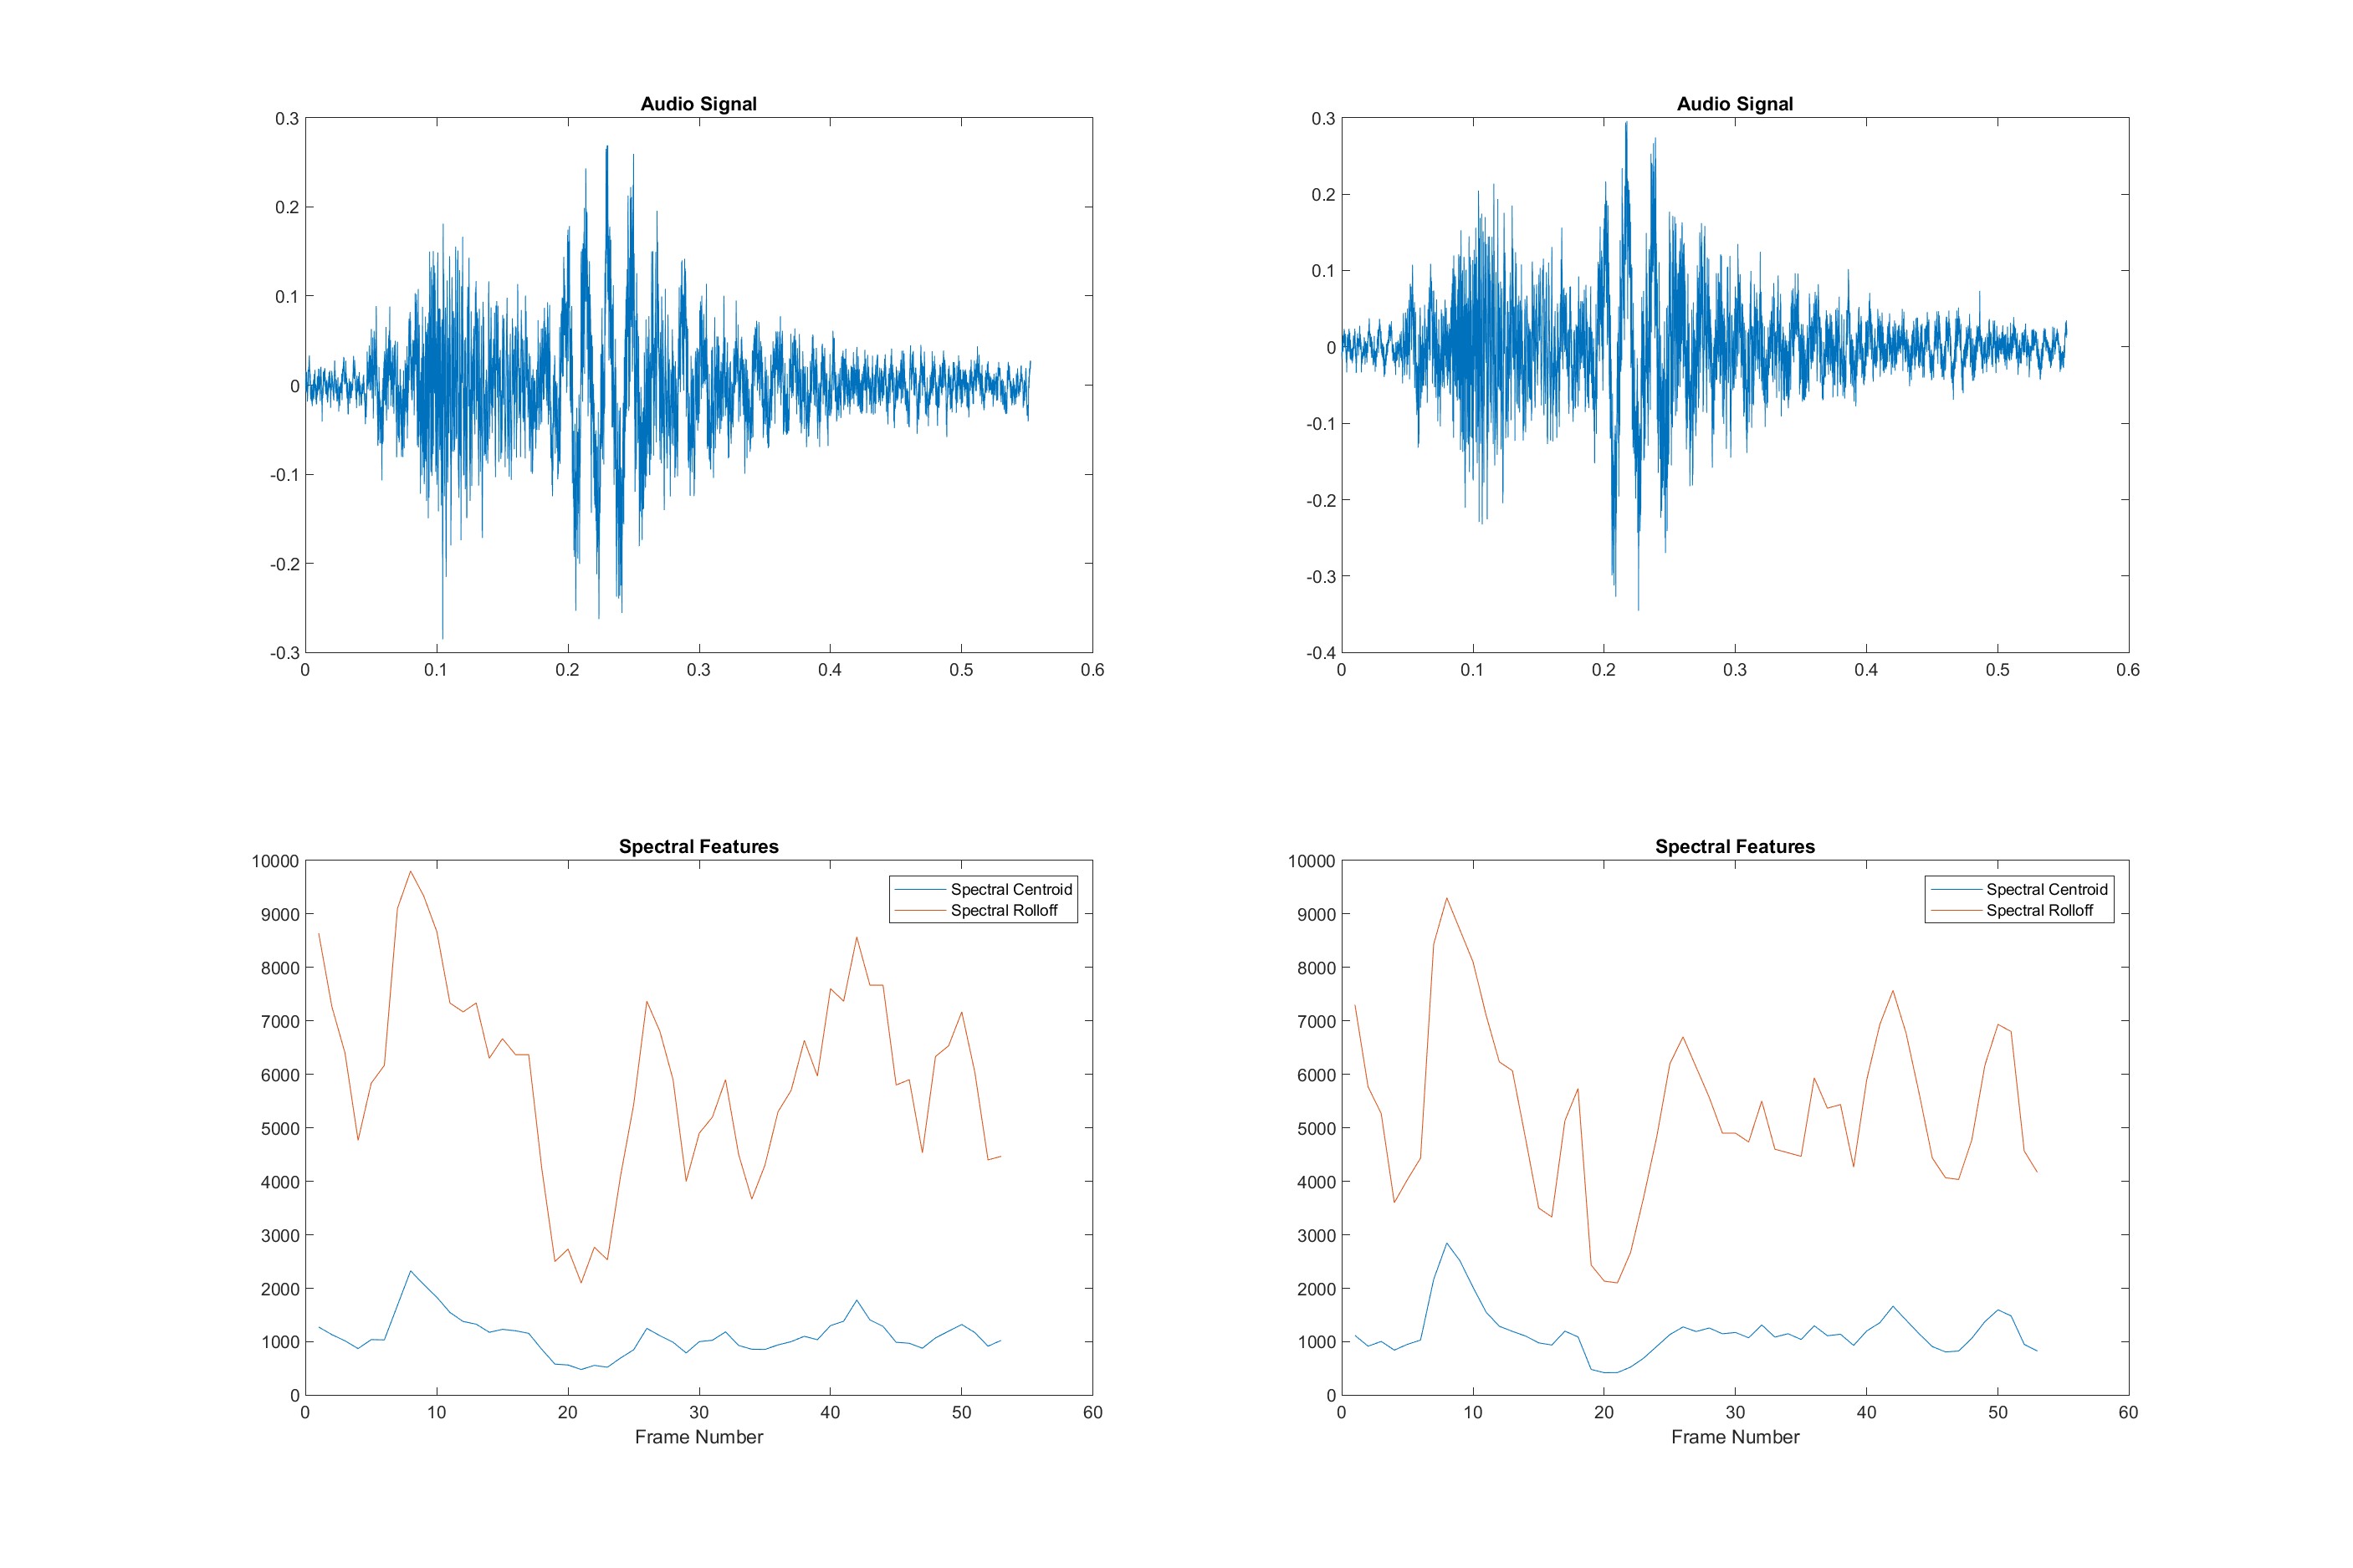 Audio Signal
0.3
0.2
0.1
0
-0.1
-0.2
-0.3
0 0.1 0.2 0.3 0.4 0.5 0.6
Audio Signal
0.3
0.2
0.1
0
-0.1
-0.2
-0.3
-0.4
0 0.1 0.2 0.3 0.4 0.5 0.6
Spectral Features
10000
9000
8000
7000
6000
5000
4000
3000
2000
1000
0
Spectral Centroid
Spectral Rolloff
0 10 20 30 40 50 60
Frame Number
Spectral Features
10000
9000
8000
7000
6000
5000
4000
3000
2000
1000
0
Spectral Centroid
Spectral Rolloff
0 10 20 30 40 50 60
Frame Number